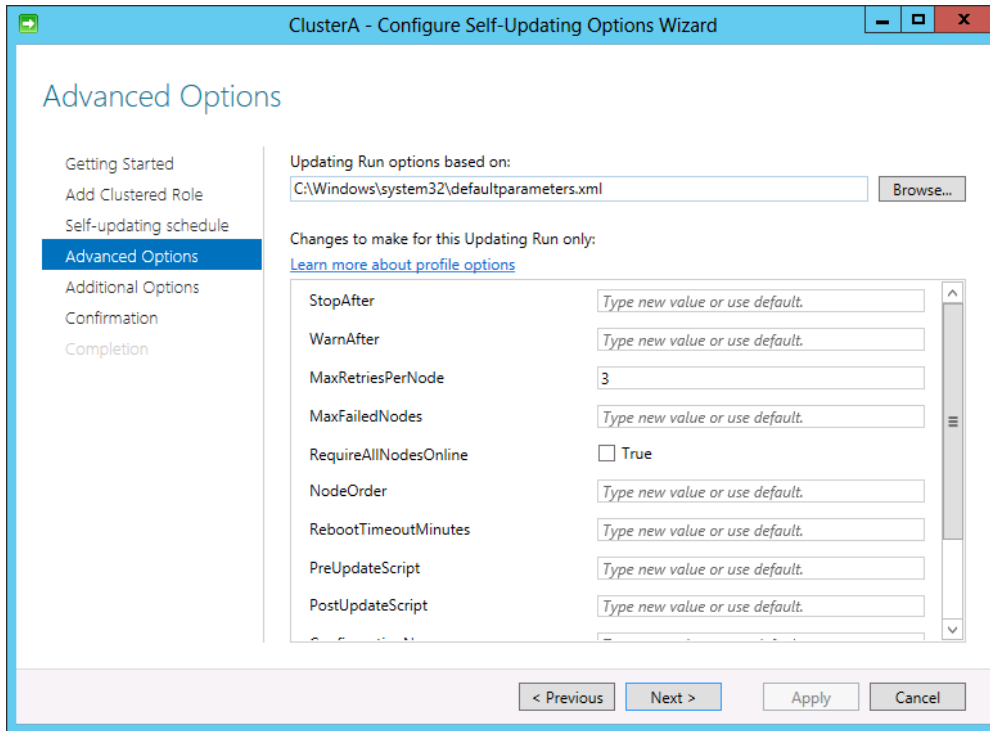 ClusterA - Configure Self-Updating Options Wizard
Advanced Options
Getting Started
Add Clustered Role
Self-updating schedule
Advanced Options
Additional Options
Confirmation
Completion
Updating Run options based on:
C:\Windows\system32\defaultparameters.xml
Browse...
Changes to make for this Updating Run only:
Learn more about profile options
StopAfter Type new value or use default.
WarnAfter Type new value or use default.
MaxRetriesPerNode 3
MaxFailedNodes Type new value or use default.
RequireAllNodesOnline True
NodeOrder Type new value or use default.
RebootTimeoutMinutes Type new value or use default.
PreUpdateScript Type new value or use default.
PostUpdateScript Type new value or use default.
< Previous Next > Apply Cancel